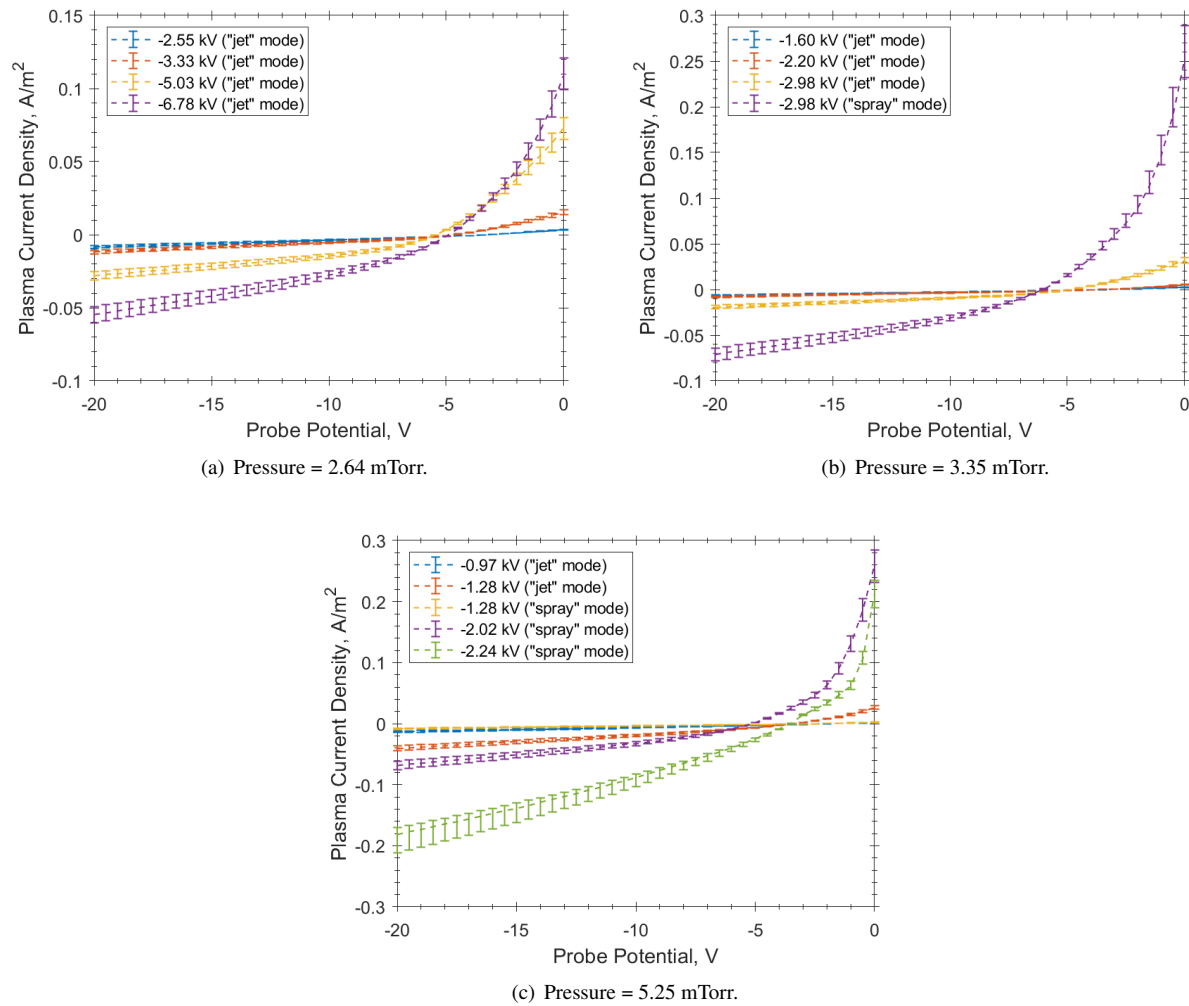 -2.55 kV ("jet" mode)
-3.33 kV ("jet" mode)
-5.03 kV ("jet" mode)
-6.78 kV ("jet" mode)
0.15
0.1
0.05
0
-0.05
-0.1
Plasma Current Density, A/m²
-20 -15 -10 -5 0
Probe Potential, V
(a) Pressure = 2.64 mTorr.
-1.60 kV ("jet" mode)
-2.20 kV ("jet" mode)
-2.98 kV ("jet" mode)
-2.98 kV ("spray" mode)
0.3
0.25
0.2
0.15
0.1
0.05
0
-0.05
-0.1
Plasma Current Density, A/m²
-20 -15 -10 -5 0
Probe Potential, V
(b) Pressure = 3.35 mTorr.
-0.97 kV ("jet" mode)
-1.28 kV ("jet" mode)
-1.28 kV ("spray" mode)
-2.02 kV ("spray" mode)
-2.24 kV ("spray" mode)
0.3
0.2
0.1
0
-0.1
-0.2
-0.3
Plasma Current Density, A/m²
-20 -15 -10 -5 0
Probe Potential, V
(c) Pressure = 5.25 mTorr.